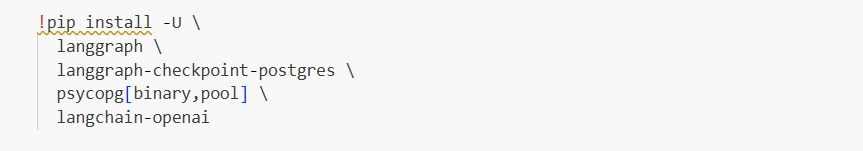 !pip install -U \
langgraph \
langgraph-checkpoint-postgres \
psycopg[binary,pool] \
langchain-openai